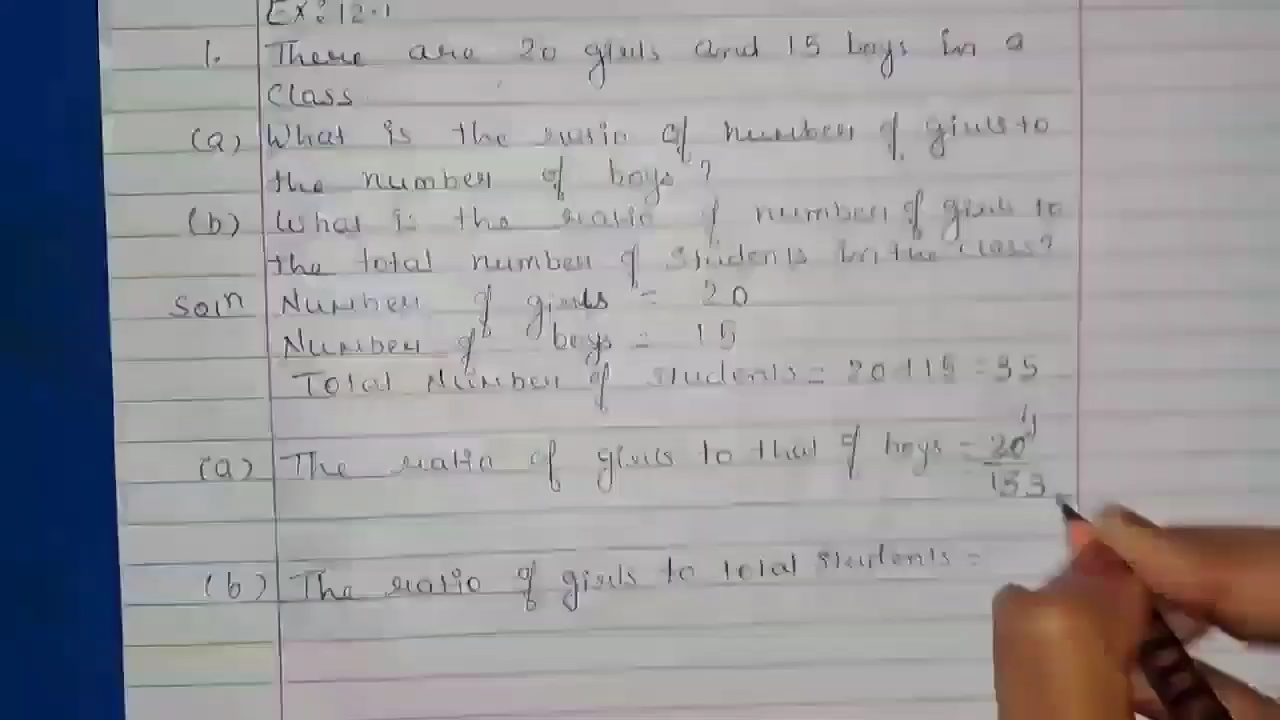 Ex: 12.1
1. There are 20 girls and 15 boys in a
Class
(a) What is the ratio of number of girls to
the number of boys?
(b) What is the ratio of number of girls to
the total number of students in the class?
Soln Number of girls = 20
Number of boys = 15
Total Number of students = 20+15 = 35
(a) The ratio of girls to that of boys = 20 4
15 3
(b) The ratio of girls to total students =